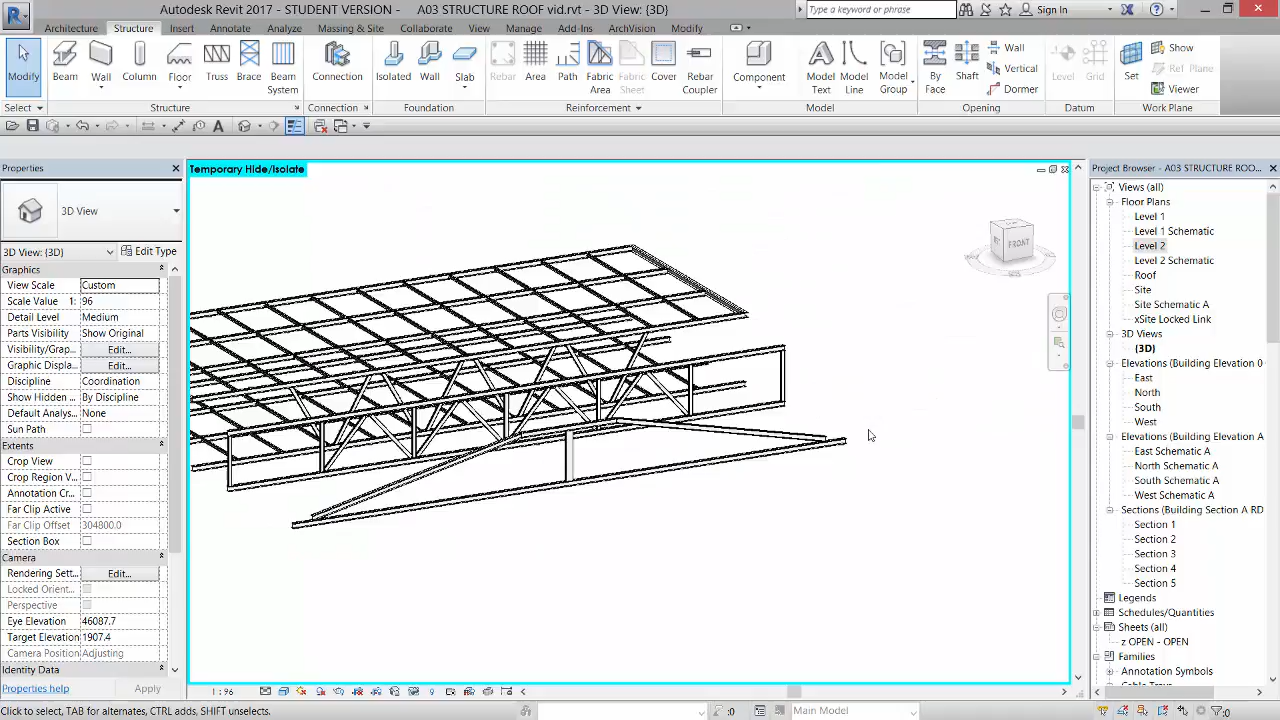 Autodesk Revit 2017 - STUDENT VERSION - A03 STRUCTURE ROOF vid.rvt - 3D View: {3D}
Type a keyword or phrase
Sign In
Architecture Structure Insert Annotate Analyze Massing & Site Collaborate View Manage Add-Ins ArchVision Modify
Modify Beam Wall Column Floor Truss Brace Beam System Connection Isolated Wall Slab Rebar Area Path Fabric Area Fabric Sheet Cover Rebar Coupler Component Model Text Model Line Model Group By Face Shaft Wall Vertical Dormer Level Grid Set Show Ref Plane Viewer
Select Structure Connection Foundation Reinforcement Model Opening Datum Work Plane
Properties
3D View
3D View: {3D} Edit Type
Graphics
View Scale Custom
Scale Value 1: 96
Detail Level Medium
Parts Visibility Show Original
Visibility/Grap... Edit...
Graphic Displa... Edit...
Discipline Coordination
Show Hidden ... By Discipline
Default Analys... None
Sun Path
Extents
Crop View
Crop Region V...
Annotation Cr...
Far Clip Active
Far Clip Offset 304800.0
Section Box
Camera
Rendering Sett... Edit...
Locked Orient...
Perspective
Eye Elevation 46087.7
Target Elevation 1907.4
Camera Position Adjusting
Identity Data
Properties help Apply
Temporary Hide/Isolate
FRONT
1 : 96
Project Browser - A03 STRUCTURE ROO...
Views (all)
Floor Plans
Level 1
Level 1 Schematic
Level 2
Level 2 Schematic
Roof
Site
Site Schematic A
xSite Locked Link
3D Views
{3D}
Elevations (Building Elevation 0
East
North
South
West
Elevations (Building Elevation A
East Schematic A
North Schematic A
South Schematic A
West Schematic A
Sections (Building Section A RD
Section 1
Section 2
Section 3
Section 4
Section 5
Legends
Schedules/Quantities
Sheets (all)
z OPEN - OPEN
Families
Annotation Symbols
Click to select, TAB for alternates, CTRL adds, SHIFT unselects.
:0
Main Model
:0